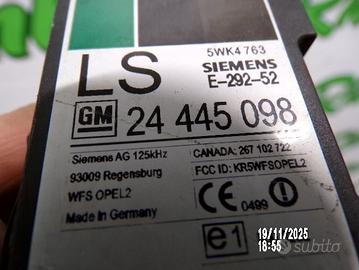 5WK4 763
LS
SIEMENS
E-292-52
GM 24 445 098
Siemens AG 125kHz
93009 Regensburg
WFS OPEL2
Made in Germany
CANADA: 267 102 722
FCC ID: KR5WFSOPEL2
CE 0499
e1
19/11/2025
18:55
subito